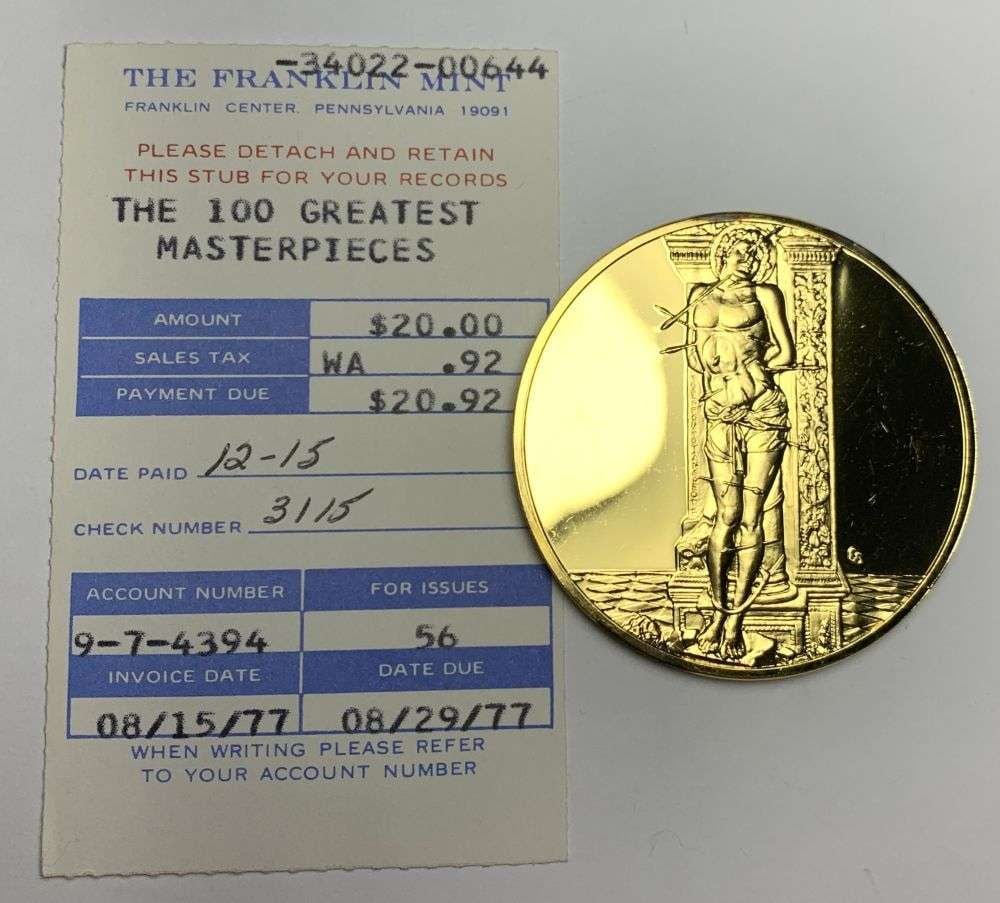 -34022-00644
THE FRANKLIN MINT
FRANKLIN CENTER, PENNSYLVANIA 19091
PLEASE DETACH AND RETAIN
THIS STUB FOR YOUR RECORDS
THE 100 GREATEST
MASTERPIECES
AMOUNT $20.00
SALES TAX WA .92
PAYMENT DUE $20.92
DATE PAID 12-15
CHECK NUMBER 3115
ACCOUNT NUMBER FOR ISSUES
9-7-4394 56
INVOICE DATE DATE DUE
08/15/77 08/29/77
WHEN WRITING PLEASE REFER
TO YOUR ACCOUNT NUMBER